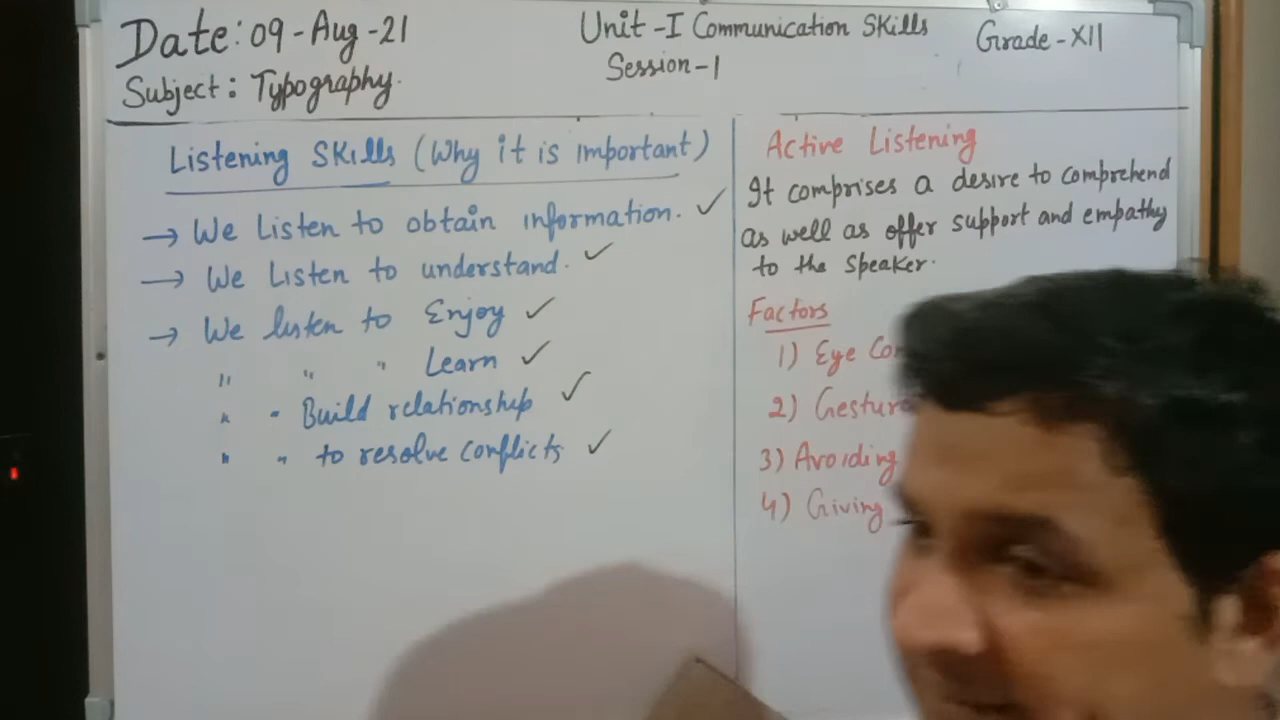 Date: 09-Aug-21
Unit-I Communication Skills
Grade-XII
Subject: Typography.
Session-1
Listening Skills (Why it is important)
→ We Listen to obtain information. ✓
→ We Listen to understand. ✓
→ We listen to Enjoy ✓
" " " Learn ✓
" " Build relationship ✓
" " to resolve conflicts ✓
Active Listening
It comprises a desire to comprehend
as well as offer support and empathy
to the speaker.
Factors
1) Eye
2)
3) Avoiding
4) Giving